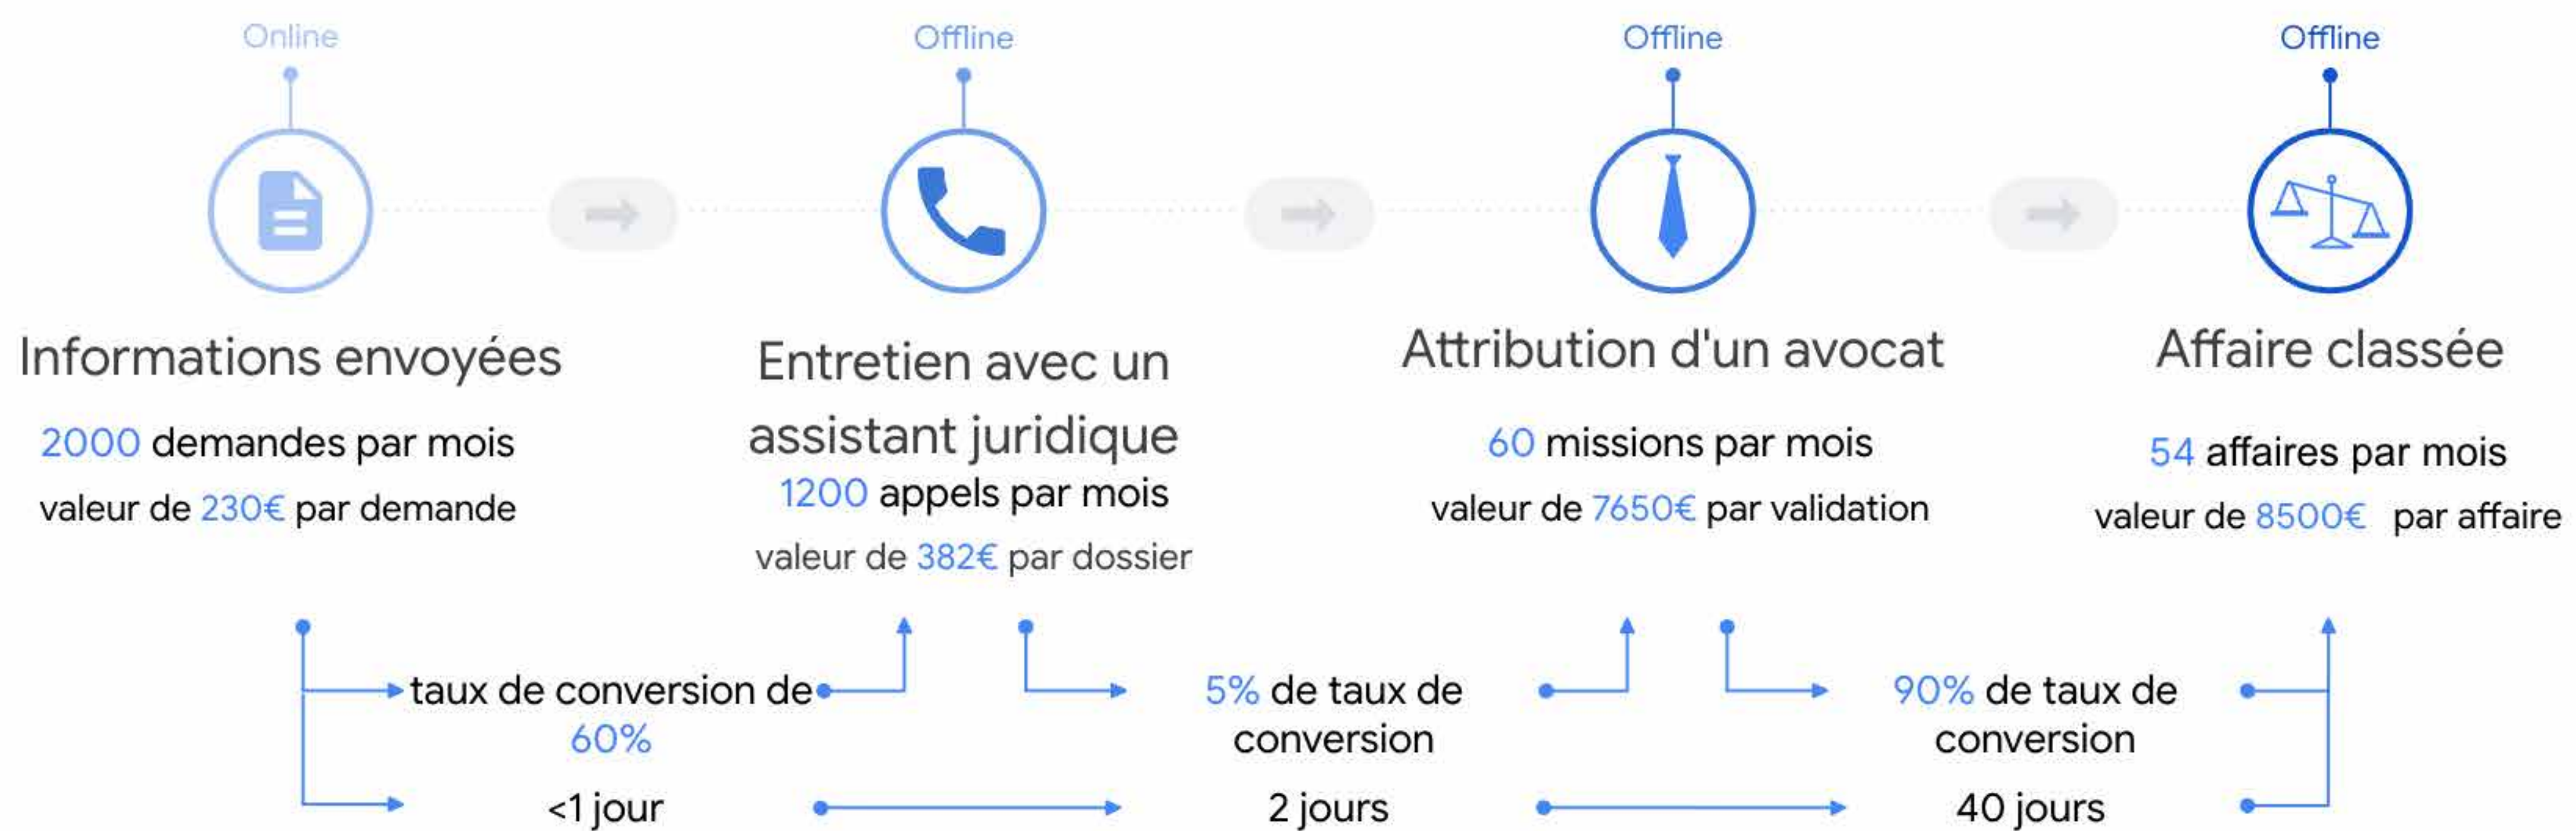 Online
Offline
Offline
Offline
Informations envoyées
2000 demandes par mois
valeur de 230€ par demande
Entretien avec un
assistant juridique
1200 appels par mois
valeur de 382€ par dossier
Attribution d'un avocat
60 missions par mois
valeur de 7650€ par validation
Affaire classée
54 affaires par mois
valeur de 8500€ par affaire
taux de conversion de
60%
<1 jour
5% de taux de
conversion
2 jours
90% de taux de
conversion
40 jours